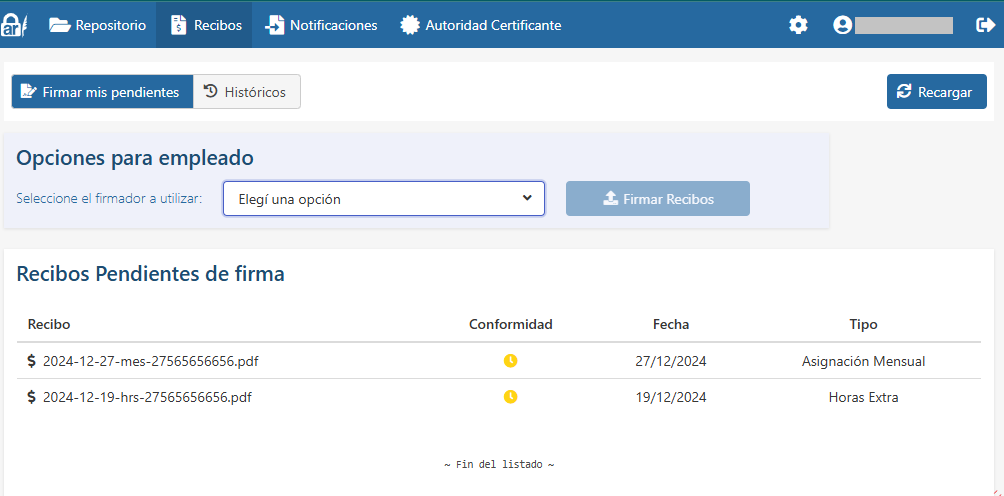 ar Repositorio Recibos Notificaciones Autoridad Certificante
Firmar mis pendientes Históricos Recargar
Opciones para empleado
Seleccione el firmador a utilizar: Elegí una opción Firmar Recibos
Recibos Pendientes de firma
Recibo Conformidad Fecha Tipo
$ 2024-12-27-mes-27565656656.pdf 27/12/2024 Asignación Mensual
$ 2024-12-19-hrs-27565656656.pdf 19/12/2024 Horas Extra
~ Fin del listado ~